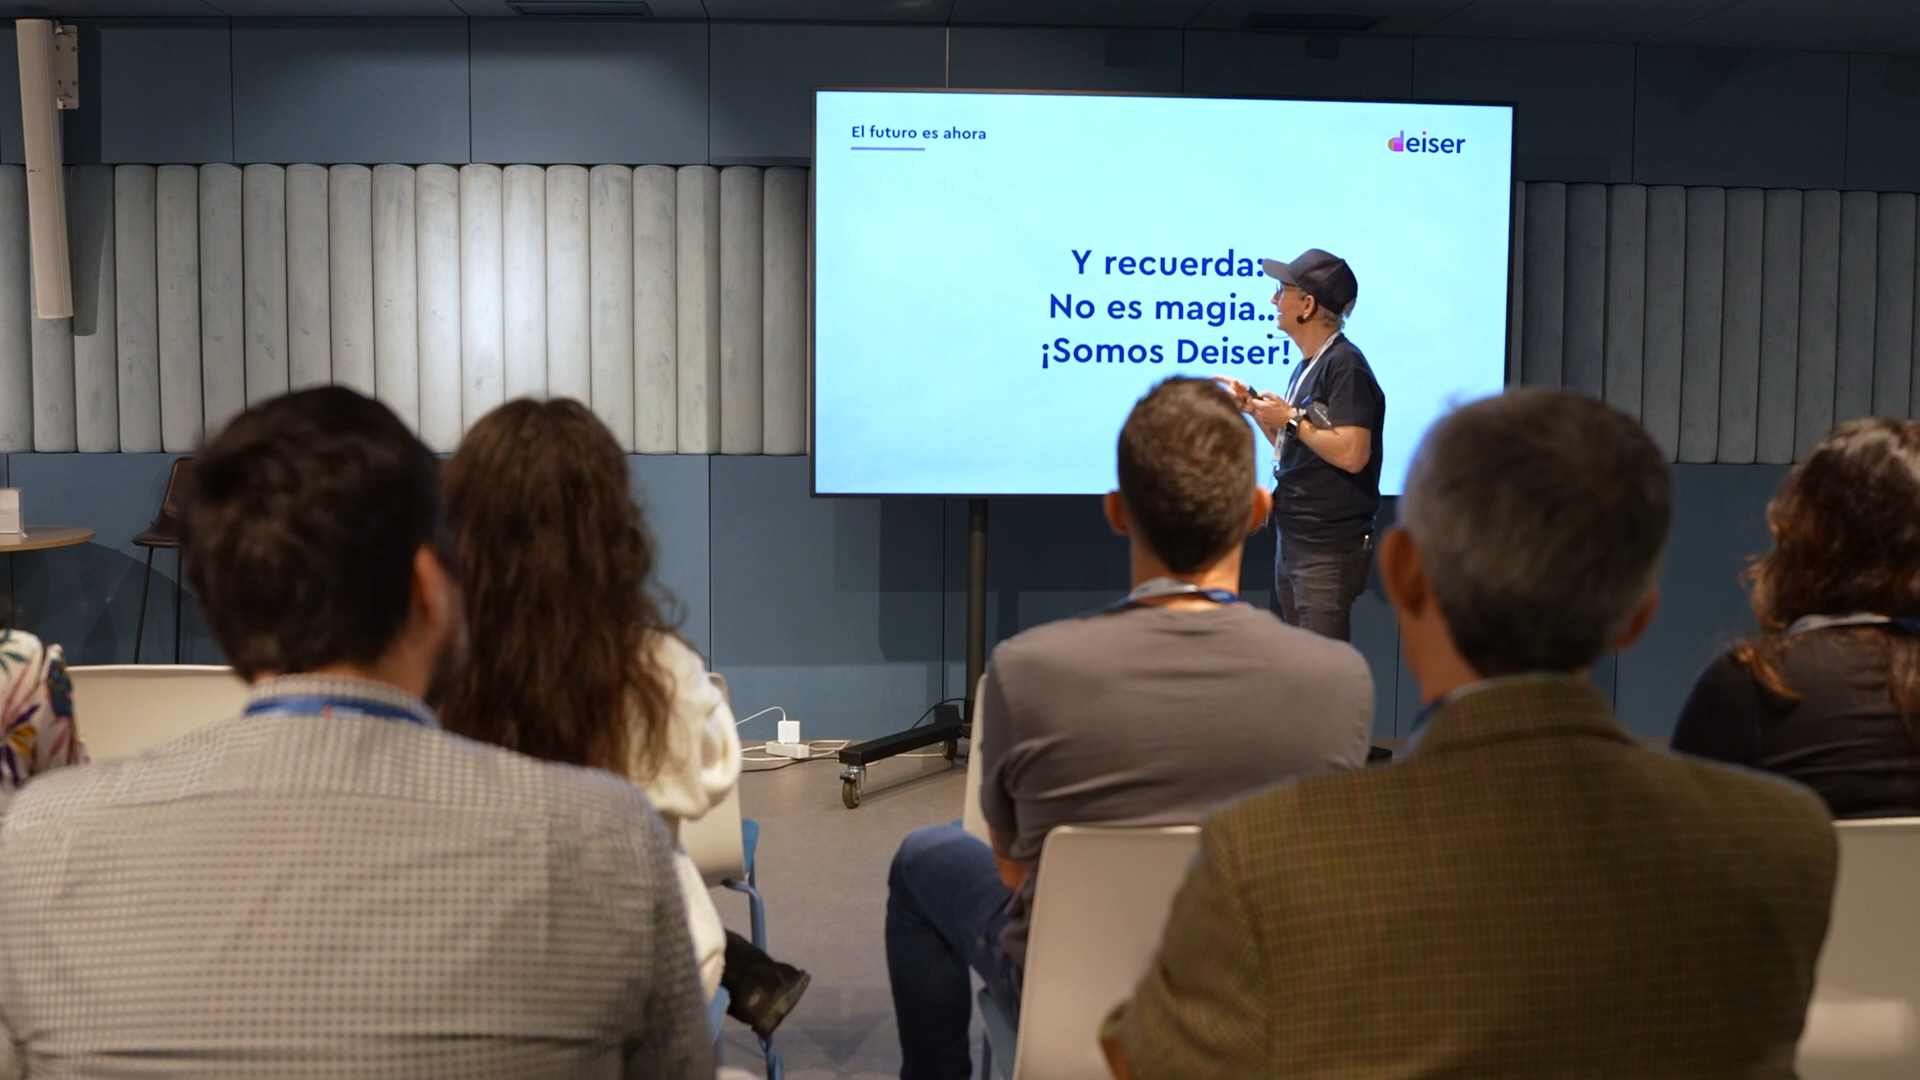 El futuro es ahora
deiser
Y recuerda:
No es magia...
¡Somos Deiser!